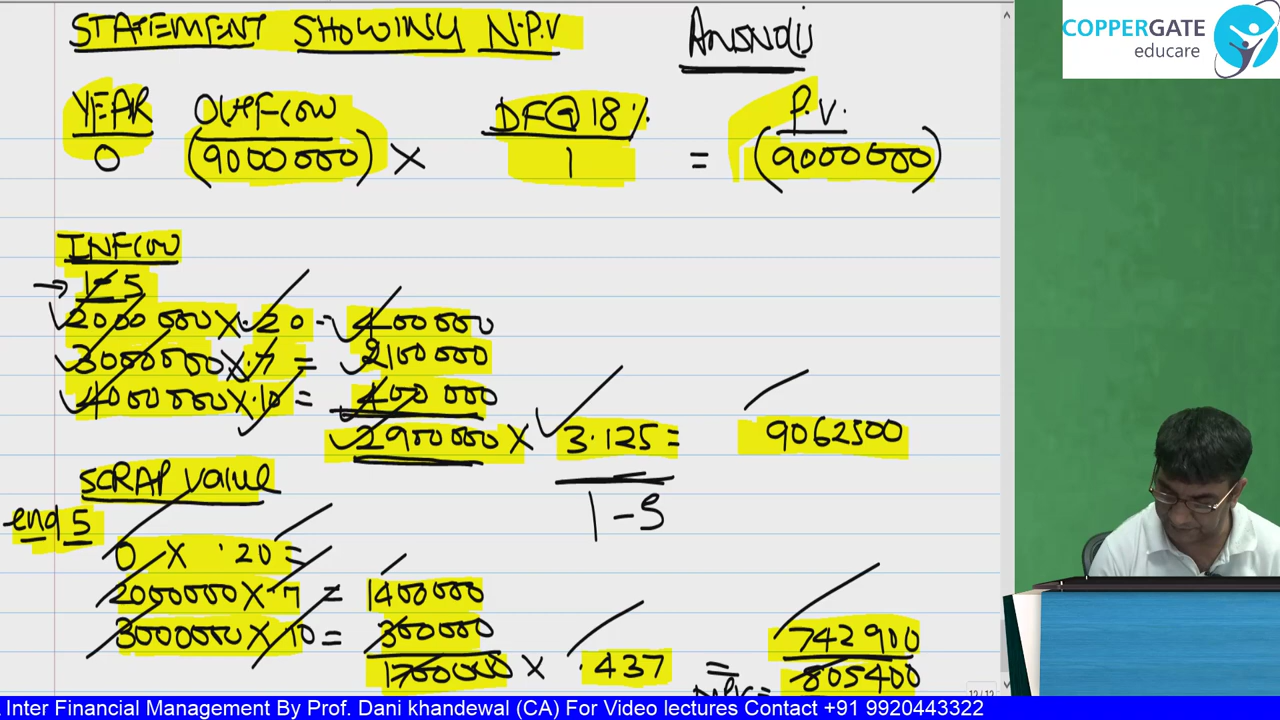 STATEMENT SHOWING N.P.V Answer
COPPERGATE
educare
YEAR OutFlow DF@ 18% P.V.
0 (9000000) X 1 = (9000000)
INFlow
→ 1-5
2000000 X .20 = 400000
3000000 X .7 = 2100000
4000000 X .10 = 400000
2900000 X 3.125 = 9062500
1-5
SCRAP Value
end 5
0 X .20 =
2000000 X .7 = 1400000
3000000 X .10 = 300000 742900
1700000 X .437 = 805400
NPV =
12/12
Inter Financial Management By Prof. Dani khandewal (CA) For Video lectures Contact +91 9920443322